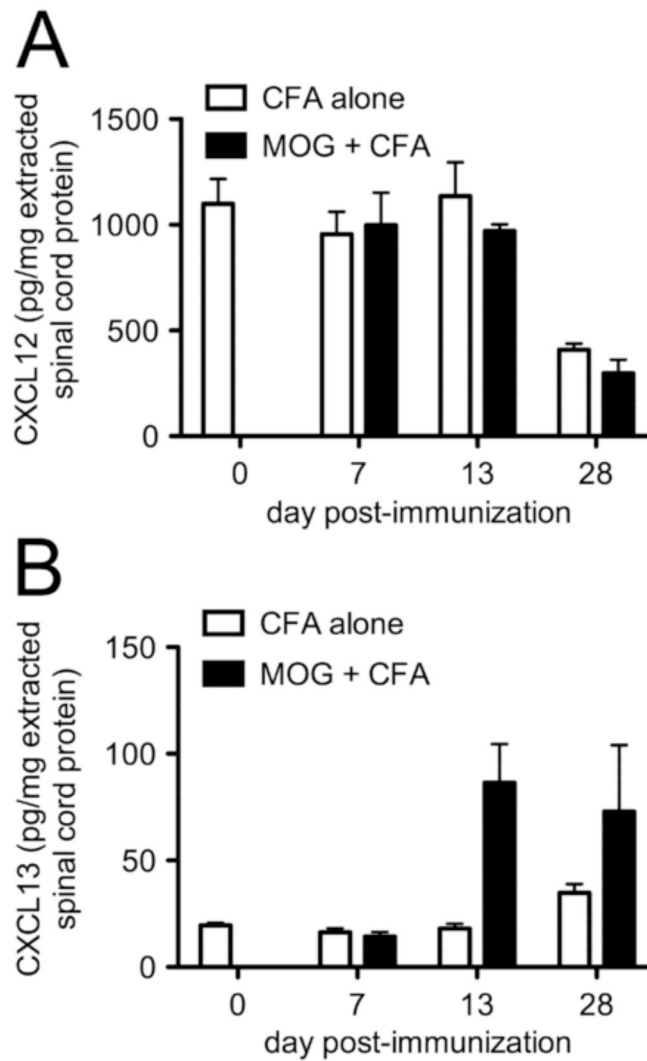 A
CXCL12 (pg/mg extracted
spinal cord protein)
CFA alone
MOG + CFA
1500
1000
500
0
0 7 13 28
day post-immunization
B
CXCL13 (pg/mg extracted
spinal cord protein)
CFA alone
MOG + CFA
150
100
50
0
0 7 13 28
day post-immunization